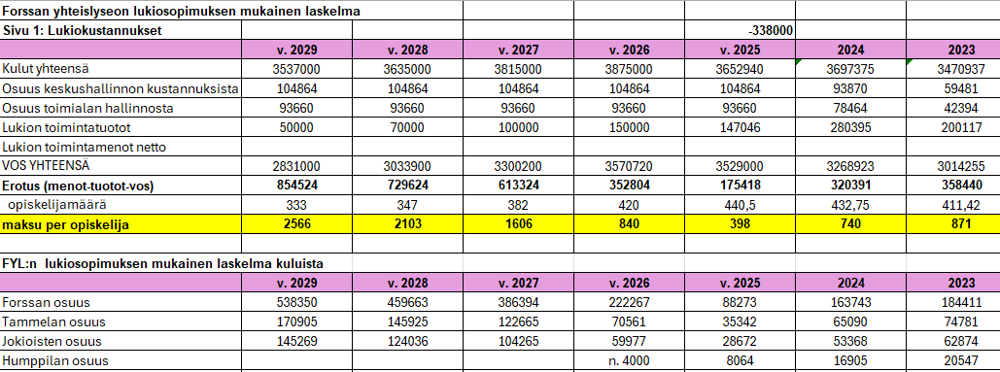 Forssan yhteislyseon lukiosopimuksen mukainen laskelma
Sivu 1: Lukiokustannukset -338000
v. 2029 v. 2028 v. 2027 v. 2026 v. 2025 2024 2023
Kulut yhteensä 3537000 3635000 3815000 3875000 3652940 3697375 3470937
Osuus keskushallinnon kustannuksista 104864 104864 104864 104864 104864 93870 59481
Osuus toimialan hallinnosta 93660 93660 93660 93660 93660 78464 42394
Lukion toimintatuotot 50000 70000 100000 150000 147046 280395 200117
Lukion toimintamenot netto
VOS YHTEENSÄ 2831000 3033900 3300200 3570720 3529000 3268923 3014255
Erotus (menot-tuotot-vos) 854524 729624 613324 352804 175418 320391 358440
opiskelijamäärä 333 347 382 420 440,5 432,75 411,42
maksu per opiskelija 2566 2103 1606 840 398 740 871
FYL:n lukiosopimuksen mukainen laskelma kuluista
v. 2029 v. 2028 v. 2027 v. 2026 v. 2025 2024 2023
Forssan osuus 538350 459663 386394 222267 88273 163743 184411
Tammelan osuus 170905 145925 122665 70561 35342 65090 74781
Jokioisten osuus 145269 124036 104265 59977 28672 53368 62874
Humppilan osuus n. 4000 8064 16905 20547